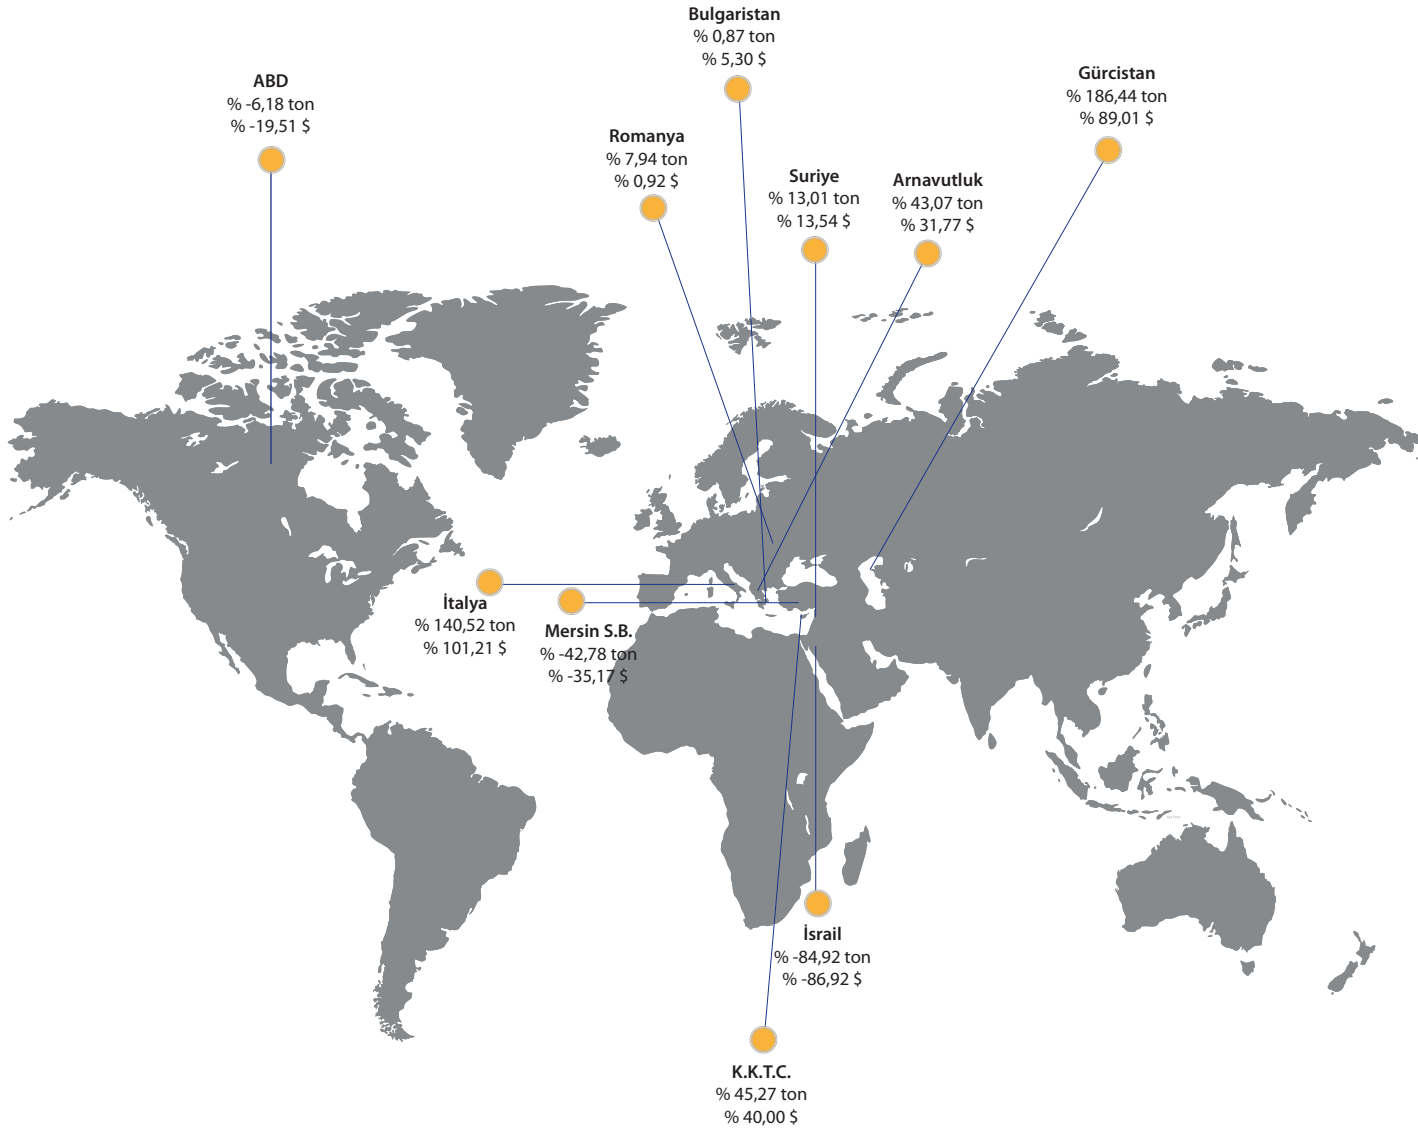 Bulgaristan
% 0,87 ton
% 5,30 $
ABD
% -6,18 ton
% -19,51 $
Gürcistan
% 186,44 ton
% 89,01 $
Romanya
% 7,94 ton
% 0,92 $
Suriye
% 13,01 ton
% 13,54 $
Arnavutluk
% 43,07 ton
% 31,77 $
İtalya
% 140,52 ton
% 101,21 $
Mersin S.B.
% -42,78 ton
% -35,17 $
İsrail
% -84,92 ton
% -86,92 $
K.K.T.C.
% 45,27 ton
% 40,00 $